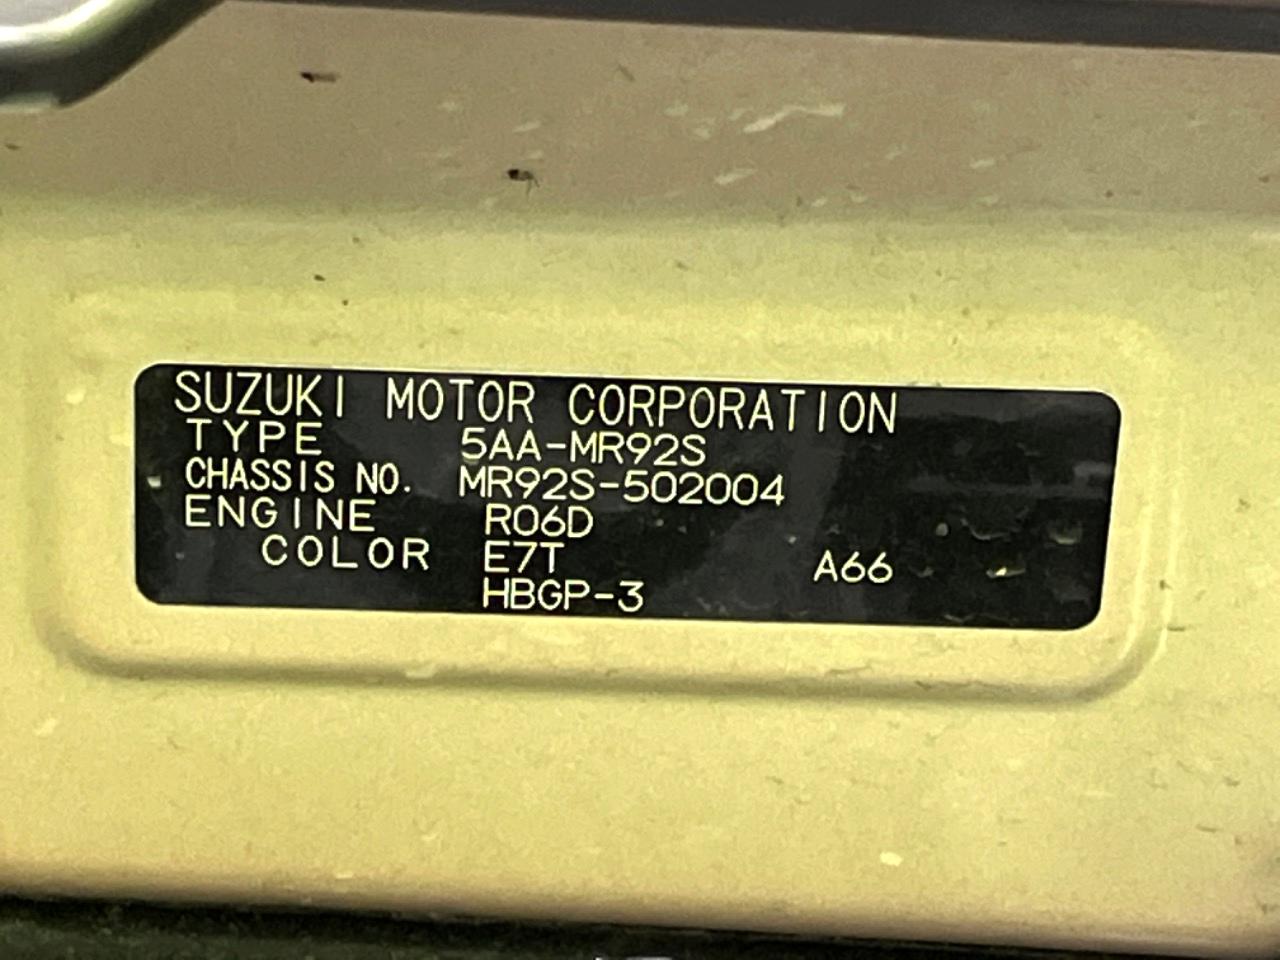 SUZUKI MOTOR CORPORATION
TYPE 5AA-MR92S
CHASSIS NO. MR92S-502004
ENGINE R06D
COLOR E7T A66
HBGP-3